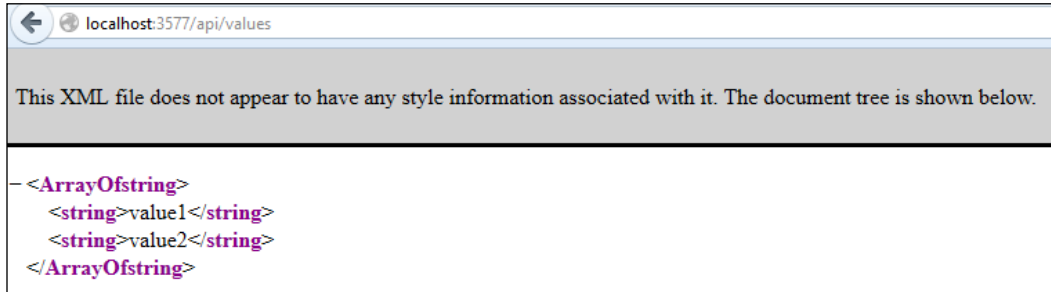 localhost:3577/api/values
This XML file does not appear to have any style information associated with it. The document tree is shown below.
– <ArrayOfstring>
<string>value1</string>
<string>value2</string>
</ArrayOfstring>